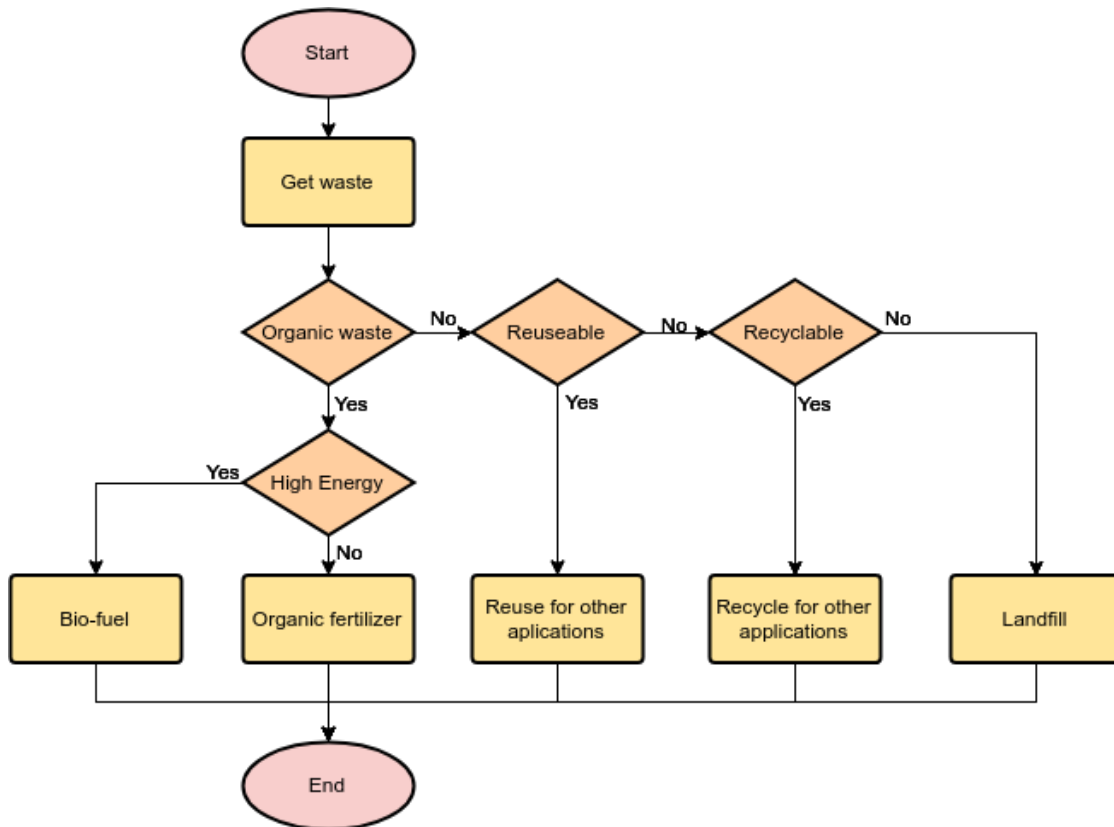 Start
Get waste
Organic waste
No
Reuseable
No
Recyclable
No
Yes
Yes
Yes
Yes
High Energy
No
Bio-fuel
Organic fertilizer
Reuse for other
aplications
Recycle for other
applications
Landfill
End